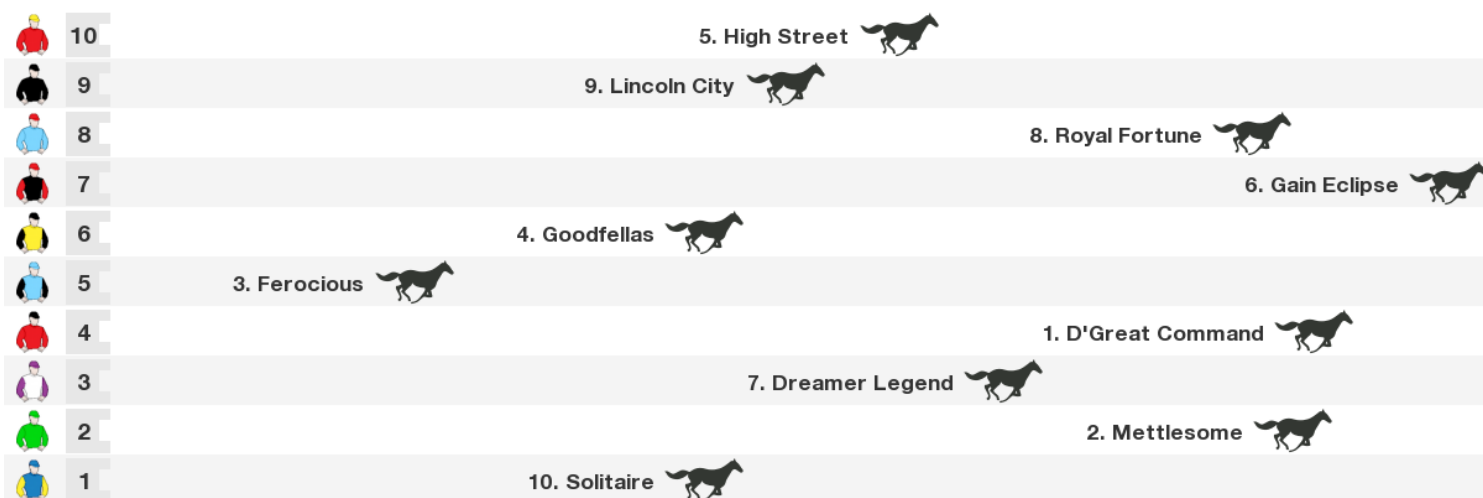 10 5. High Street
9 9. Lincoln City
8 8. Royal Fortune
7 6. Gain Eclipse
6 4. Goodfellas
5 3. Ferocious
4 1. D'Great Command
3 7. Dreamer Legend
2 2. Mettlesome
1 10. Solitaire